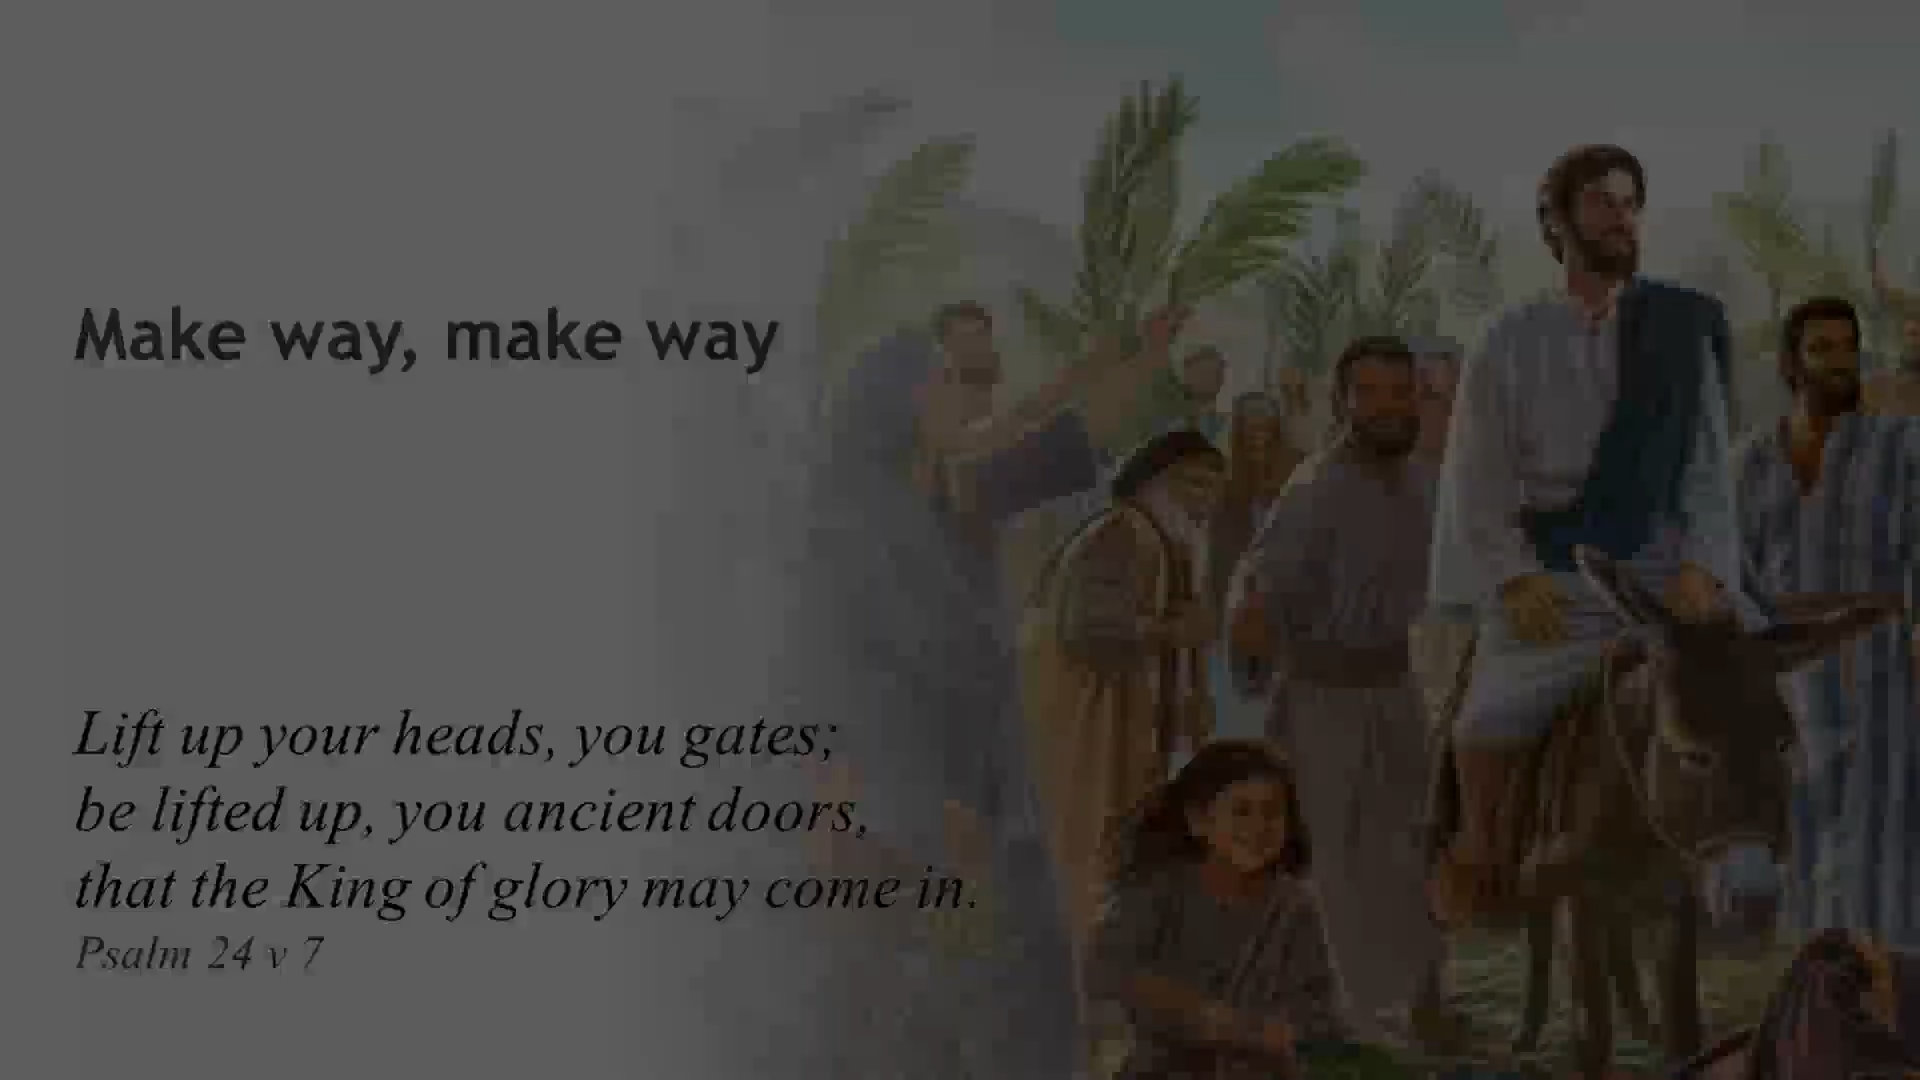 Make way, make way
Lift up your heads, you gates;
be lifted up, you ancient doors,
that the King of glory may come in.
Psalm 24 v 7